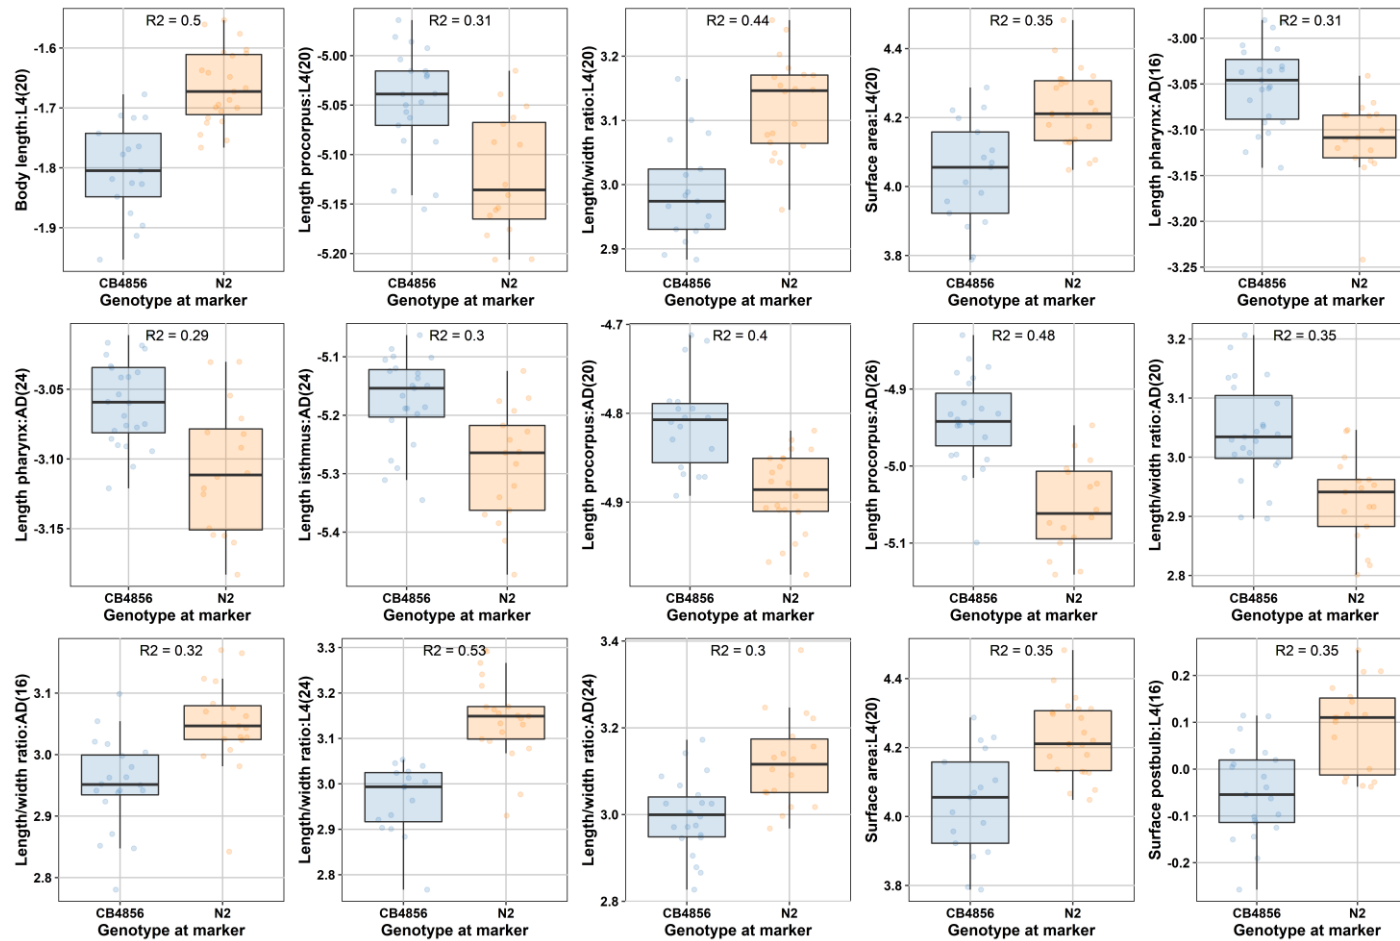 R2 = 0.5
Body length:L4(20)
-1.6
-1.7
-1.8
-1.9
CB4856 N2
Genotype at marker
R2 = 0.31
Length procorpus:L4(20)
-5.00
-5.05
-5.10
-5.15
-5.20
CB4856 N2
Genotype at marker
R2 = 0.44
Length/width ratio:L4(20)
3.2
3.1
3.0
2.9
CB4856 N2
Genotype at marker
R2 = 0.35
Surface area:L4(20)
4.4
4.2
4.0
3.8
CB4856 N2
Genotype at marker
R2 = 0.31
Length pharynx:AD(16)
-3.00
-3.05
-3.10
-3.15
-3.20
-3.25
CB4856 N2
Genotype at marker
R2 = 0.29
Length pharynx:AD(24)
-3.05
-3.10
-3.15
CB4856 N2
Genotype at marker
R2 = 0.3
Length isthmus:AD(24)
-5.1
-5.2
-5.3
-5.4
CB4856 N2
Genotype at marker
R2 = 0.4
Length procorpus:AD(20)
-4.7
-4.8
-4.9
CB4856 N2
Genotype at marker
R2 = 0.48
Length procorpus:AD(26)
-4.9
-5.0
-5.1
CB4856 N2
Genotype at marker
R2 = 0.35
Length/width ratio:AD(20)
3.2
3.1
3.0
2.9
2.8
CB4856 N2
Genotype at marker
R2 = 0.32
Length/width ratio:AD(16)
3.1
3.0
2.9
2.8
CB4856 N2
Genotype at marker
R2 = 0.53
Length/width ratio:L4(24)
3.3
3.2
3.1
3.0
2.9
2.8
CB4856 N2
Genotype at marker
R2 = 0.3
Length/width ratio:AD(24)
3.4
3.2
3.0
2.8
CB4856 N2
Genotype at marker
R2 = 0.35
Surface area:L4(20)
4.4
4.2
4.0
3.8
CB4856 N2
Genotype at marker
R2 = 0.35
Surface postbulb:L4(16)
0.2
0.1
0.0
-0.1
-0.2
CB4856 N2
Genotype at marker